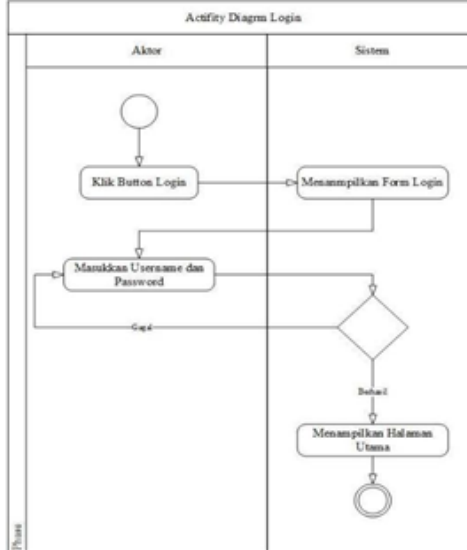 Actifity Diagrm Login
Aktor
Sistem
Klik Button Login
Menanmpilkan Form Login
Masukkan Username dan
Password
Gagal
Berhasil
Menampilkan Halaman
Utama
Phase